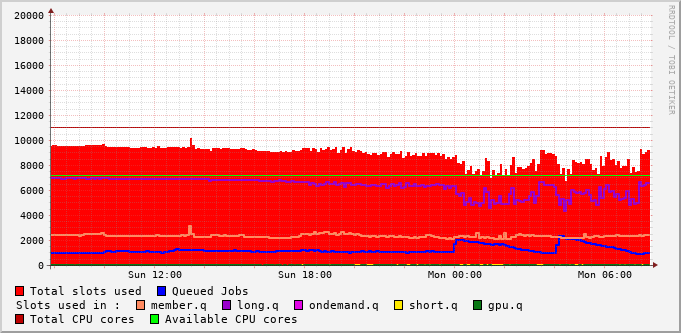 20000
18000
16000
14000
12000
10000
8000
6000
4000
2000
0
Sun 12:00 Sun 18:00 Mon 00:00 Mon 06:00
RRDTOOL / TOBI OETIKER
Total slots used Queued Jobs
Slots used in : member.q long.q ondemand.q short.q gpu.q
Total CPU cores Available CPU cores